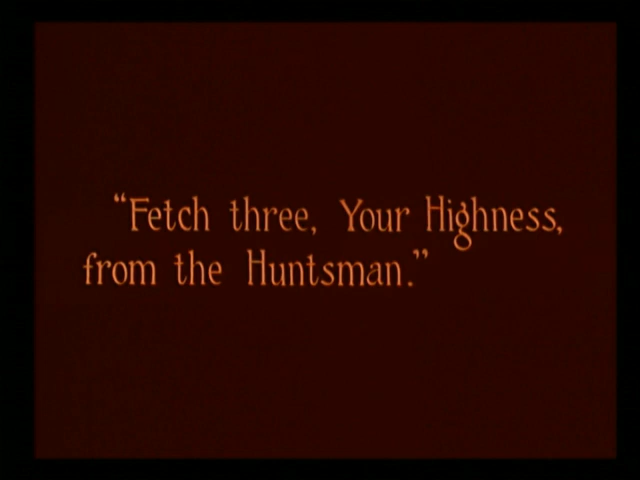 “Fetch three, Your Highness,
from the Huntsman.”